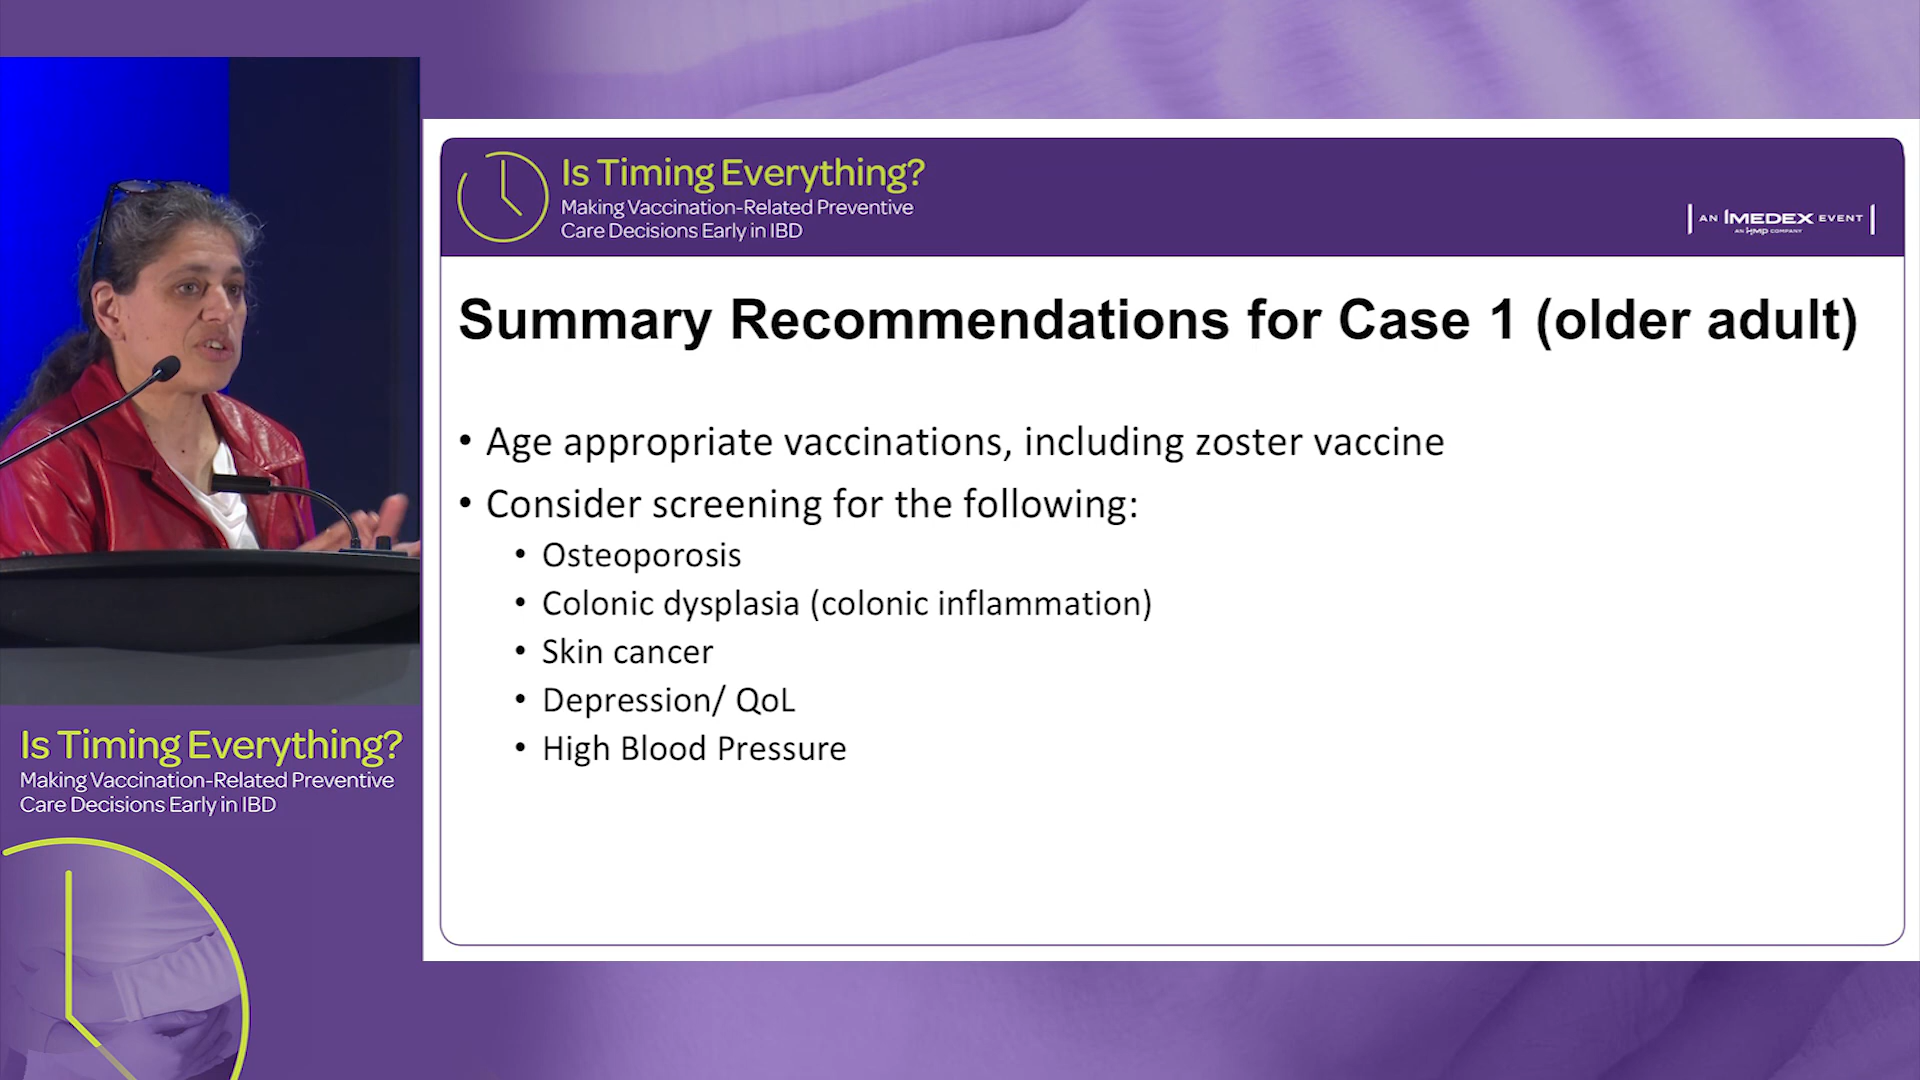 Is Timing Everything?
Making Vaccination-Related Preventive
Care Decisions Early in IBD
AN IMEDEX EVENT
AN HMP COMPANY
Summary Recommendations for Case 1 (older adult)
• Age appropriate vaccinations, including zoster vaccine
• Consider screening for the following:
• Osteoporosis
• Colonic dysplasia (colonic inflammation)
• Skin cancer
• Depression/ QoL
• High Blood Pressure
Is Timing Everything?
Making Vaccination-Related Preventive
Care Decisions Early in IBD